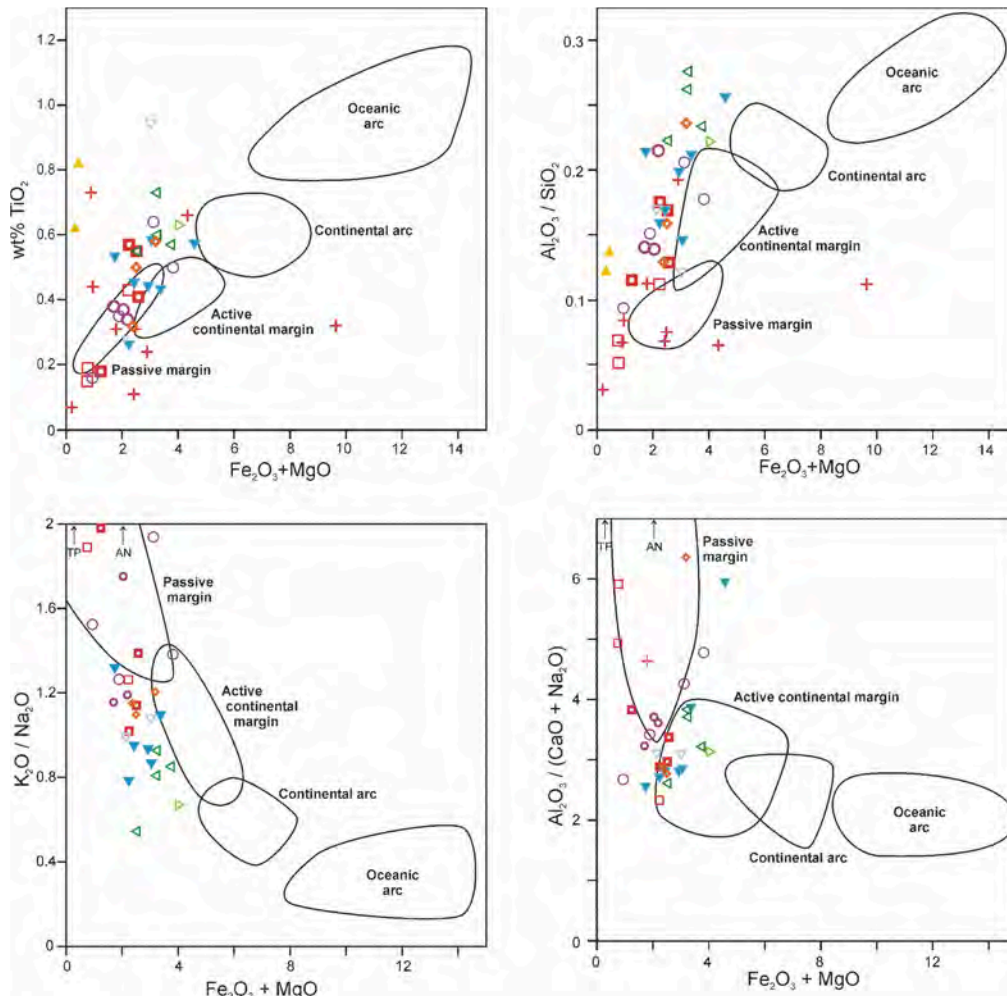 wt% TiO2
1.2
1.0
0.8
0.6
0.4
0.2
0
Oceanic
arc
Continental arc
Active
continental margin
Passive margin
0 2 4 6 8 10 12 14
Fe2O3+MgO
Al2O3 / SiO2
0.3
0.2
0.1
0
Oceanic
arc
Continental arc
Active
continental margin
Passive margin
0 2 4 6 8 10 12 14
Fe2O3+MgO
K2O / Na2O
2
1.6
1.2
0.8
0.4
0
TP
AN
Passive
margin
Active continental
margin
Continental arc
Oceanic
arc
0 4 8 12
Fe2O3 + MgO
Al2O3 / (CaO + Na2O)
6
4
2
0
TP
AN
Passive
margin
Active continental margin
Continental arc
Oceanic
arc
0 4 8 12
Fe2O3 + MgO